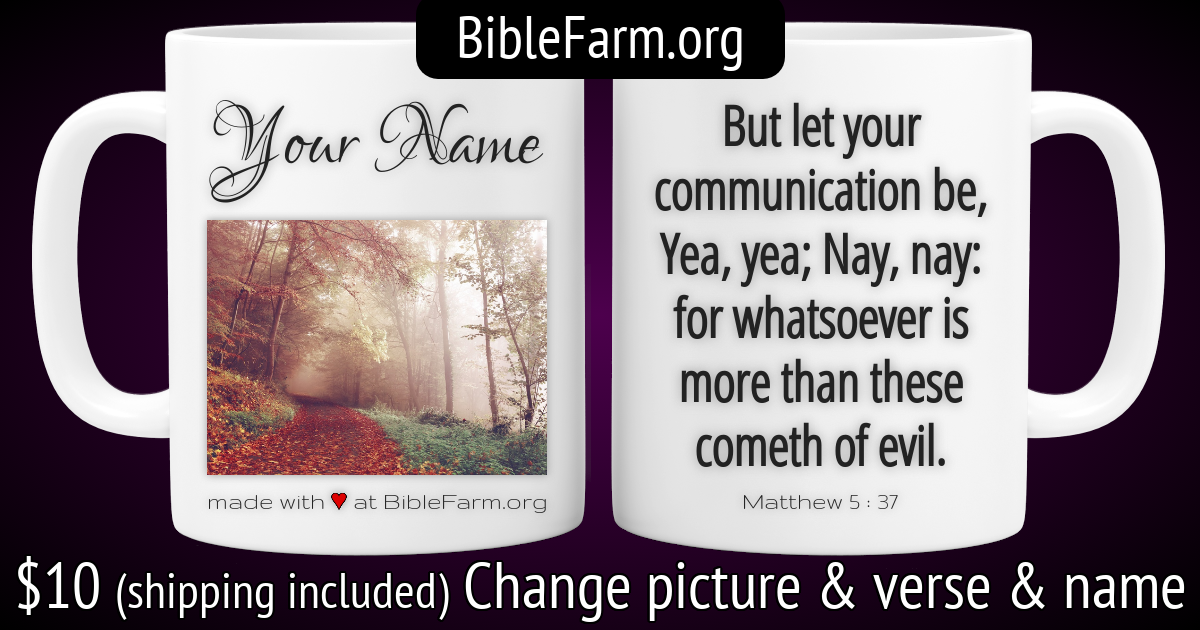 BibleFarm.org
Your Name
made with ♥ at BibleFarm.org
But let your
communication be,
Yea, yea; Nay, nay:
for whatsoever is
more than these
cometh of evil.
Matthew 5 : 37
$10 (shipping included) Change picture & verse & name